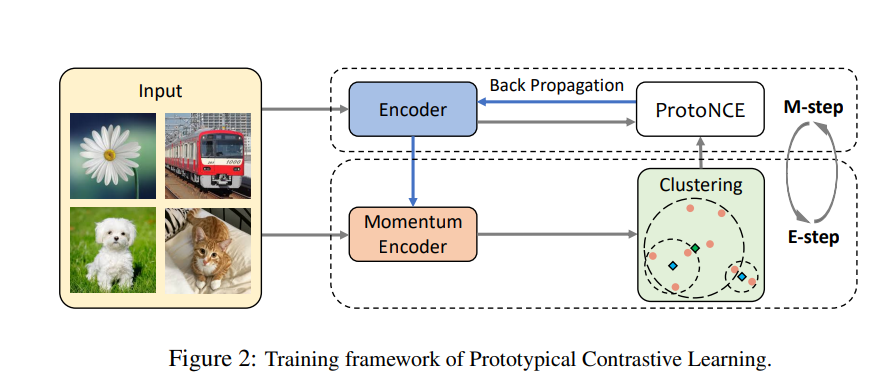 Input
Encoder
Back Propagation
ProtoNCE
M-step
Momentum
Encoder
Clustering
E-step
Figure 2: Training framework of Prototypical Contrastive Learning.